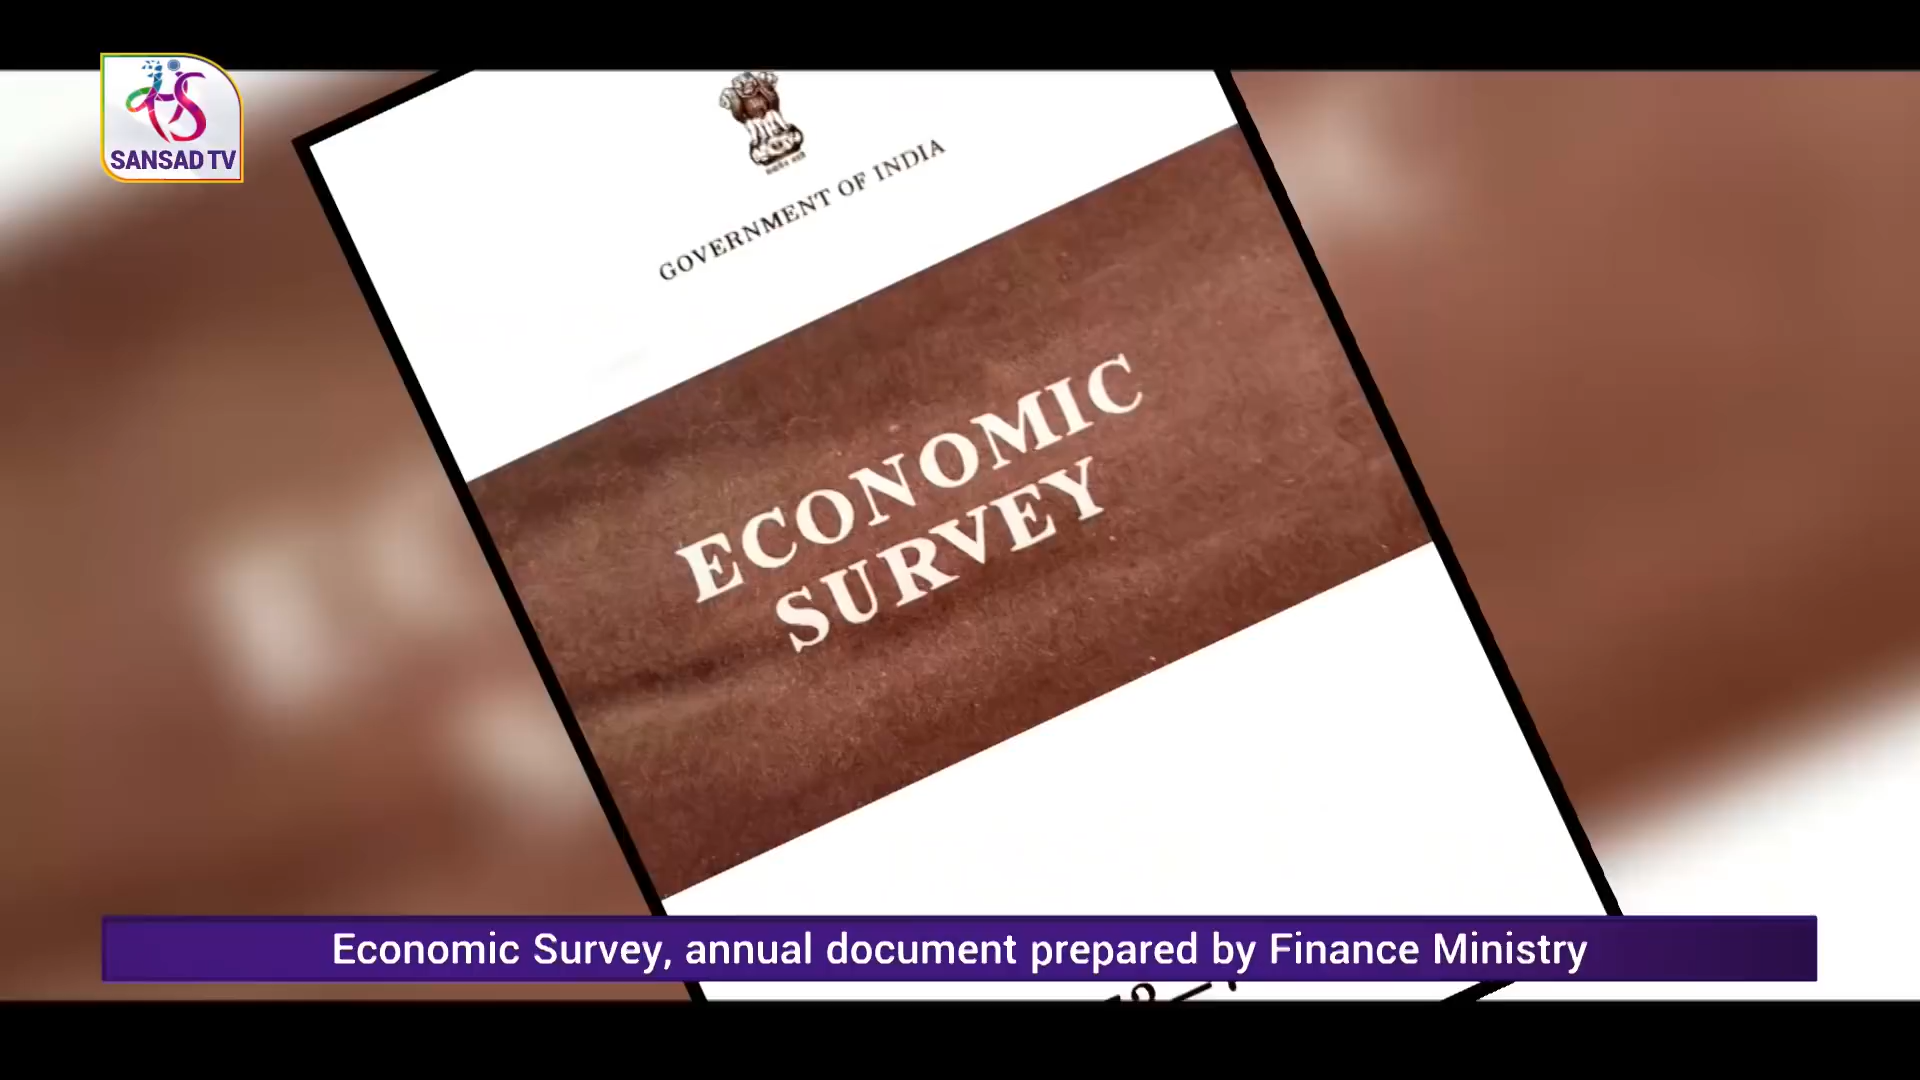 SANSAD TV
GOVERNMENT OF INDIA
ECONOMIC
SURVEY
Economic Survey, annual document prepared by Finance Ministry